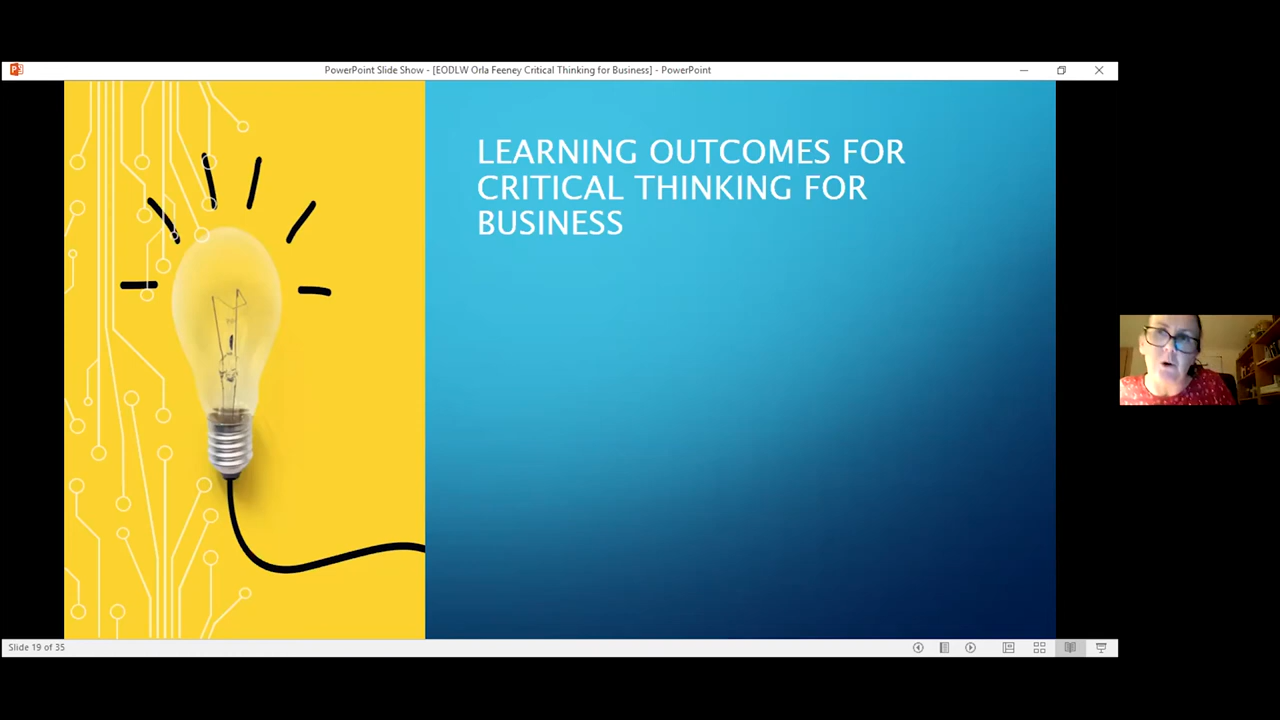 PowerPoint Slide Show - [EODLW Orla Feeney Critical Thinking for Business] - PowerPoint
LEARNING OUTCOMES FOR
CRITICAL THINKING FOR
BUSINESS
Slide 19 of 35